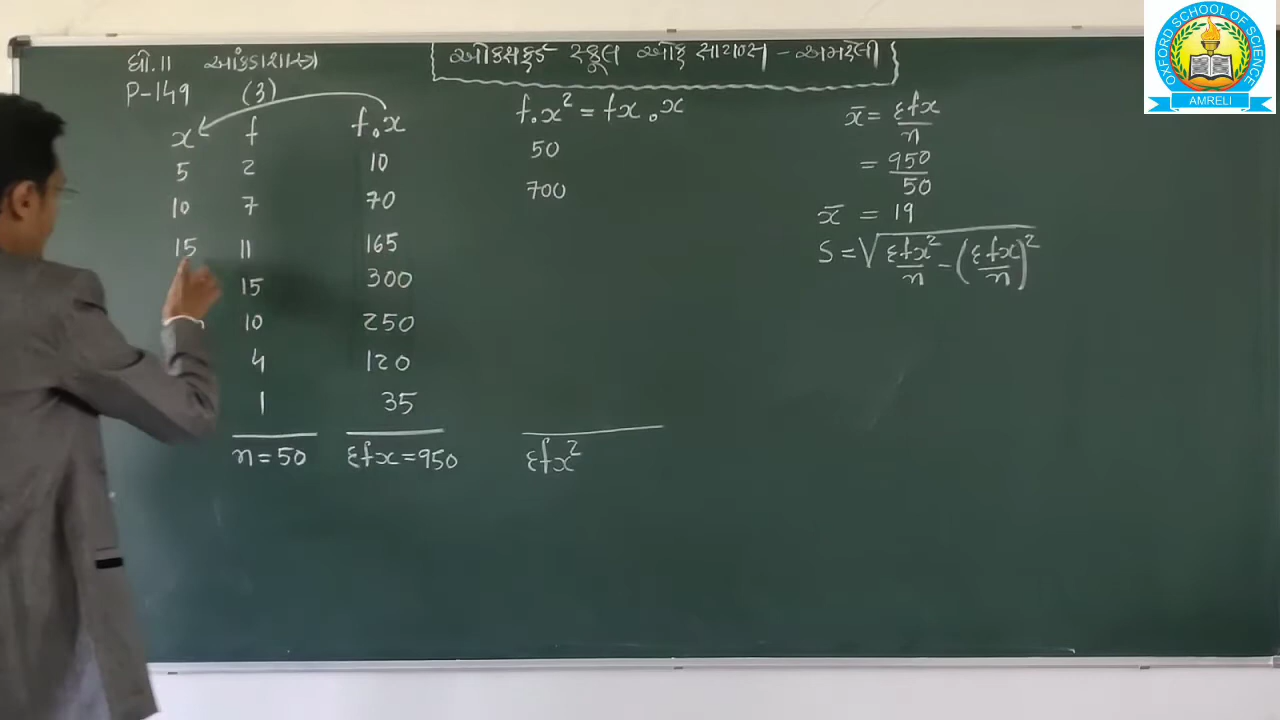 ધો.11 આંકડાશાસ્ત્ર
ઓક્સફર્ડ સ્કૂલ ઓફ સાયન્સ - અમરેલી
P-149 (3)
x f f.x f.x² = fx.x
5 2 10 50
10 7 70 700
15 11 165
15 300
10 250
4 120
1 35
n = 50 Σfx = 950 Σfx²
x̄ = Σfx / n
= 950 / 50
x̄ = 19
S = √(Σfx²/n - (Σfx/n)²)
OXFORD SCHOOL OF SCIENCE
AMRELI